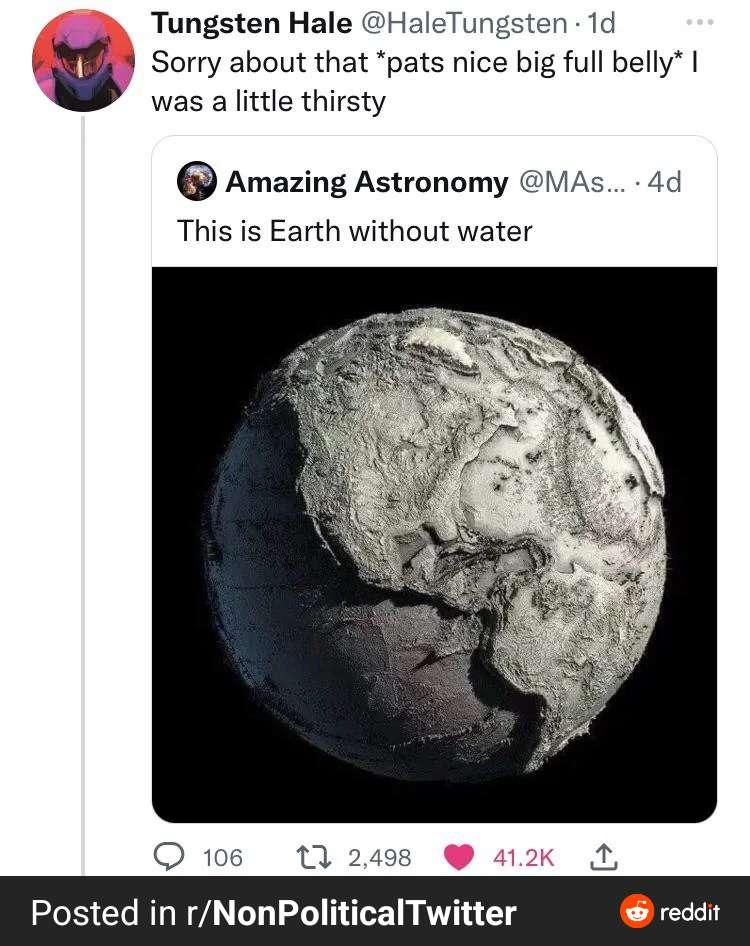 Tungsten Hale @HaleTungsten · 1d
Sorry about that *pats nice big full belly* I
was a little thirsty
Amazing Astronomy @MAs... · 4d
This is Earth without water
106 2,498 41.2K
Posted in r/NonPoliticalTwitter reddit